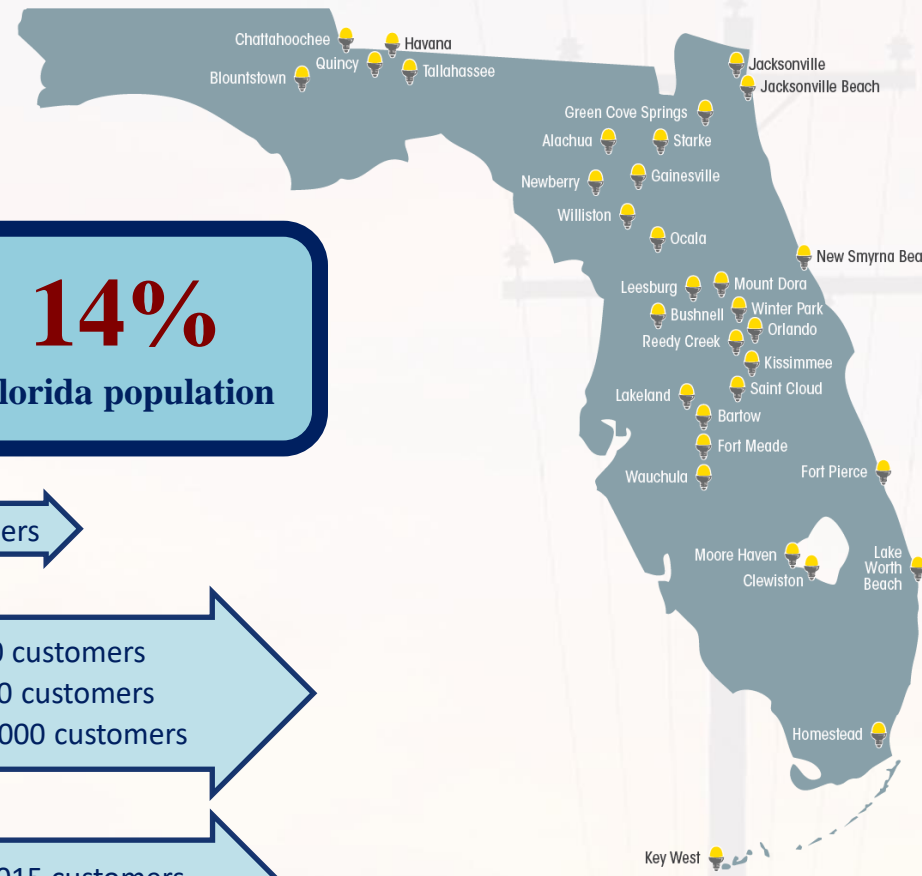 Chattahoochee
Havana
Quincy
Tallahassee
Blountstown
Jacksonville
Jacksonville Beach
Green Cove Springs
Alachua
Starke
Newberry
Gainesville
Williston
Ocala
New Smyrna Bea
Leesburg
Mount Dora
Bushnell
Winter Park
Orlando
Reedy Creek
Kissimmee
Lakeland
Saint Cloud
Bartow
Fort Meade
Wauchula
Fort Pierce
Moore Haven
Clewiston
Lake
Worth
Beach
Homestead
Key West
14%
lorida population
ers
0 customers
0 customers
000 customers
015 customers